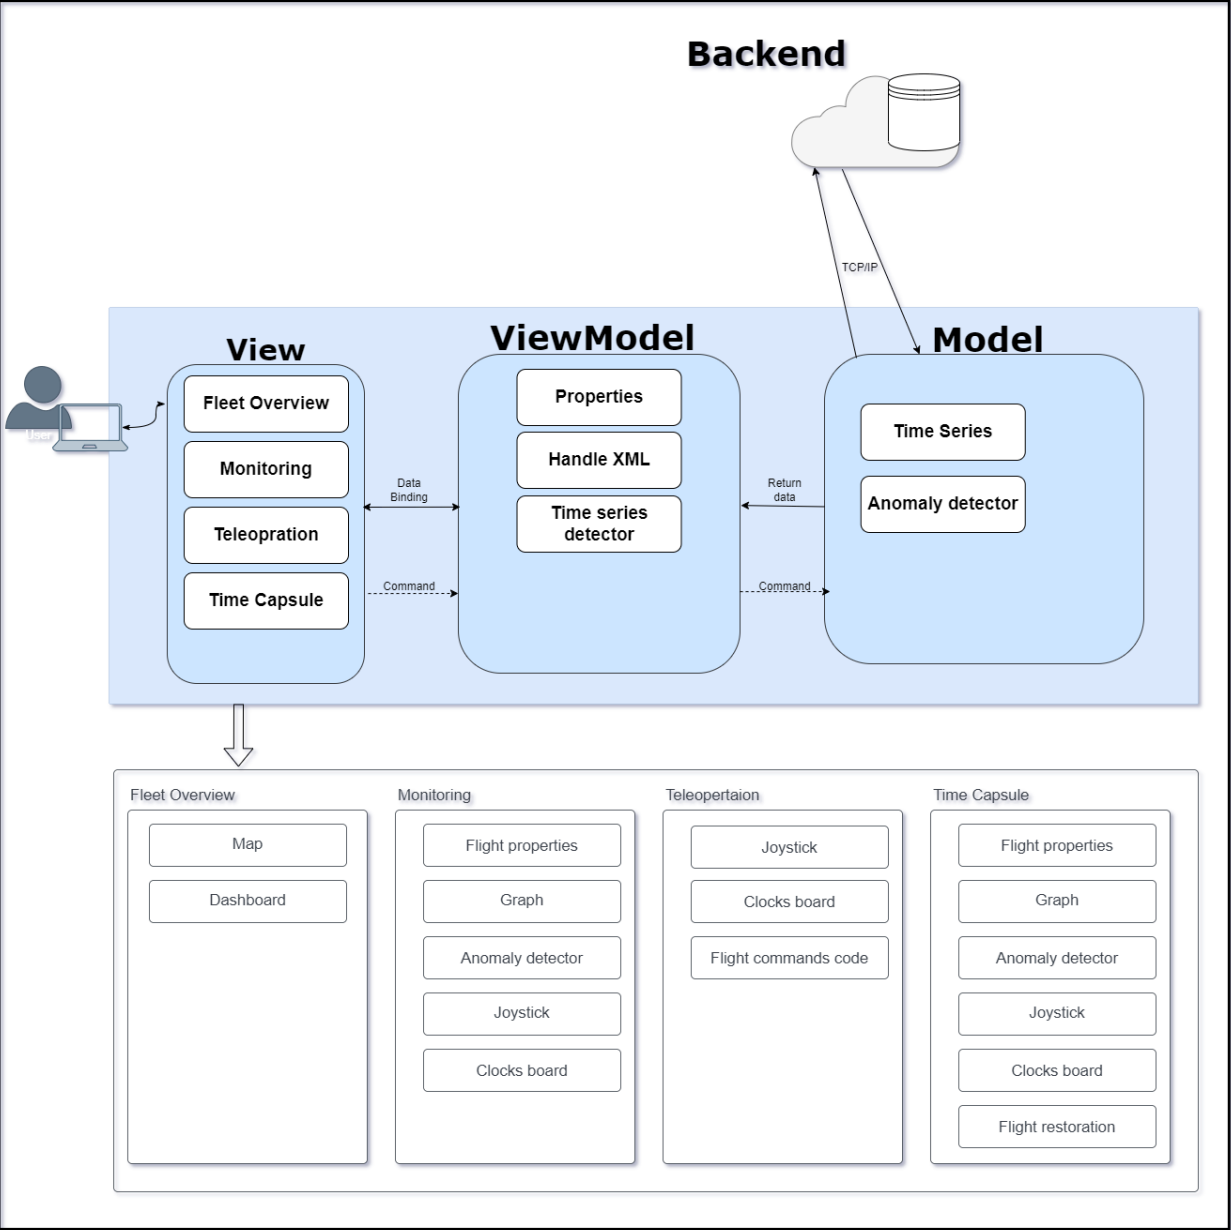 Backend
TCP/IP
View
ViewModel
Model
User
Fleet Overview
Monitoring
Teleopration
Time Capsule
Data
Binding
Command
Properties
Handle XML
Time series
detector
Return
data
Command
Time Series
Anomaly detector
Fleet Overview
Map
Dashboard
Monitoring
Flight properties
Graph
Anomaly detector
Joystick
Clocks board
Teleopertaion
Joystick
Clocks board
Flight commands code
Time Capsule
Flight properties
Graph
Anomaly detector
Joystick
Clocks board
Flight restoration